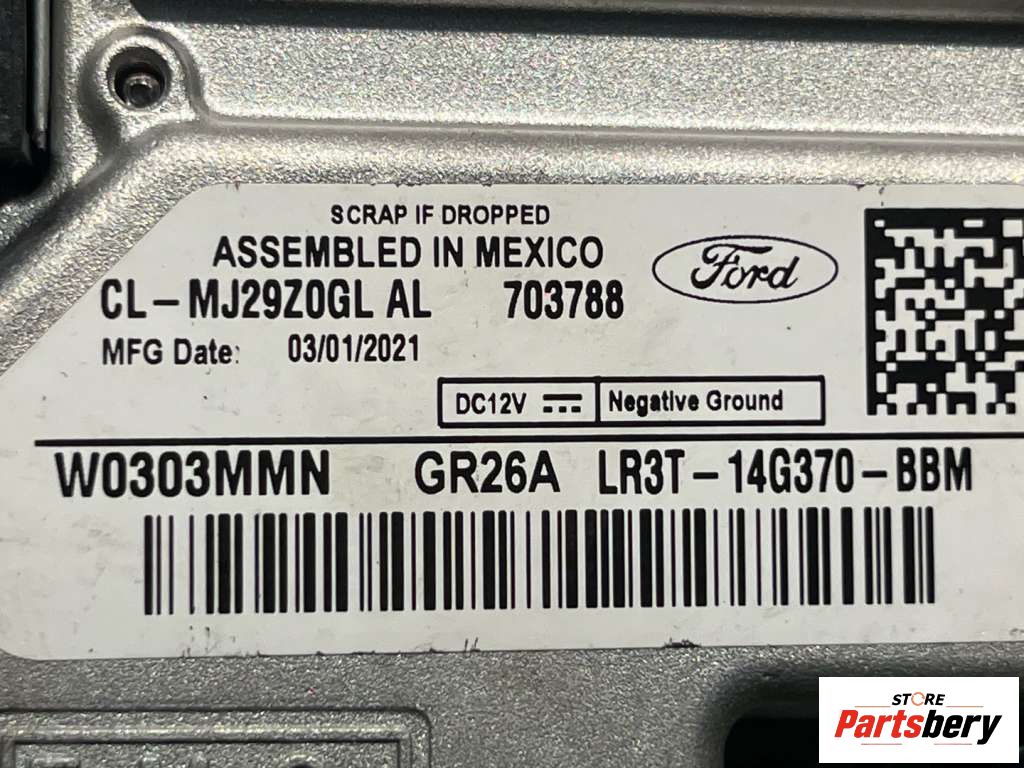 SCRAP IF DROPPED
ASSEMBLED IN MEXICO
Ford
CL-MJ29Z0GL AL 703788
MFG Date: 03/01/2021
DC12V Negative Ground
W0303MMN GR26A LR3T-14G370-BBM
STORE
Partsbery